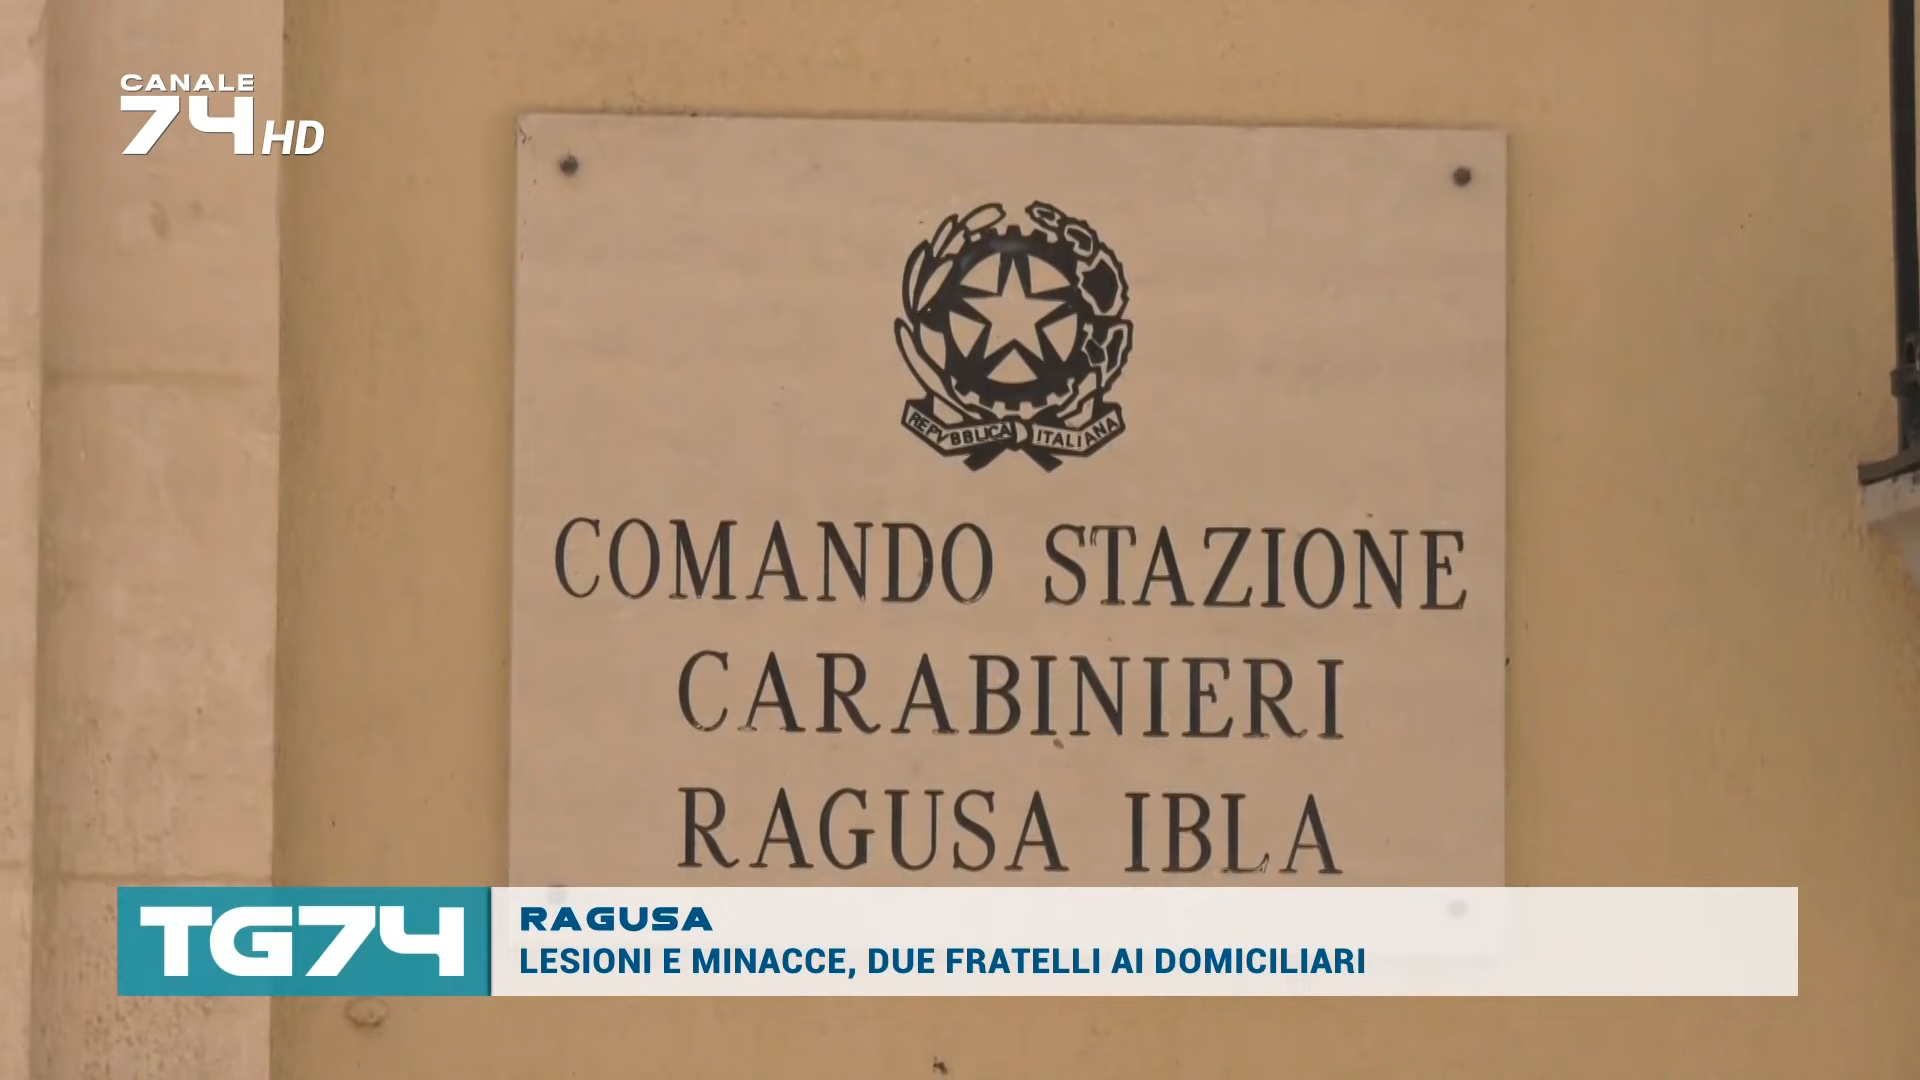 CANALE
74 HD
REPVBBLICA ITALIANA
COMANDO STAZIONE
CARABINIERI
RAGUSA IBLA
TG74
RAGUSA
LESIONI E MINACCE, DUE FRATELLI AI DOMICILIARI